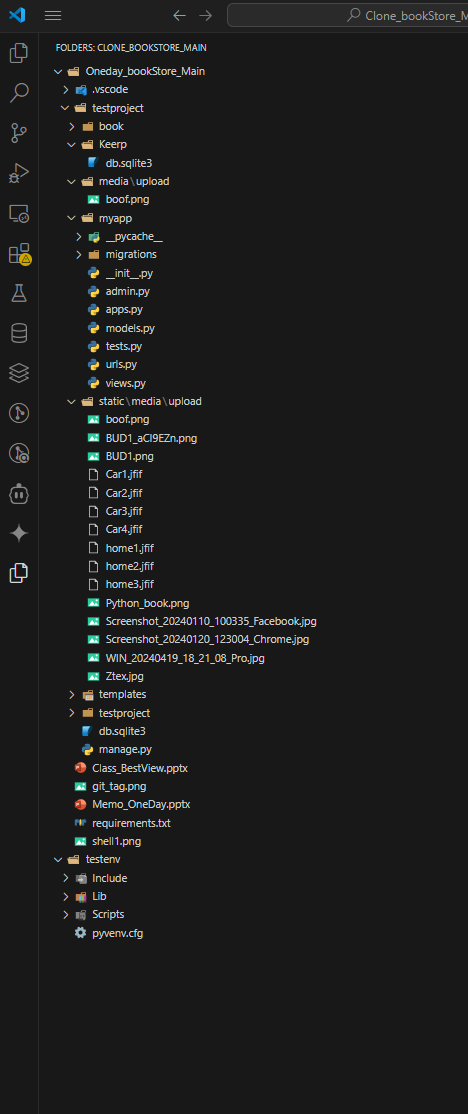 Clone_bookStore_M
FOLDERS: CLONE_BOOKSTORE_MAIN
Oneday_bookStore_Main
.vscode
testproject
book
Keerp
db.sqlite3
media\upload
boof.png
myapp
__pycache__
migrations
__init__.py
admin.py
apps.py
models.py
tests.py
urls.py
views.py
static\media\upload
boof.png
BUD1_aCl9EZn.png
BUD1.png
Car1.jfif
Car2.jfif
Car3.jfif
Car4.jfif
home1.jfif
home2.jfif
home3.jfif
Python_book.png
Screenshot_20240110_100335_Facebook.jpg
Screenshot_20240120_123004_Chrome.jpg
WIN_20240419_18_21_08_Pro.jpg
Ztex.jpg
templates
testproject
db.sqlite3
manage.py
Class_BestView.pptx
git_tag.png
Memo_OneDay.pptx
requirements.txt
shell1.png
testenv
Include
Lib
Scripts
pyvenv.cfg